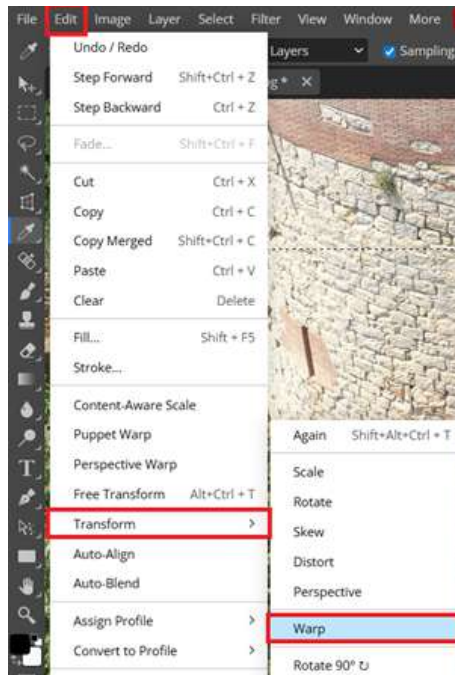 File Edit Image Layer Select Filter View Window More
Layers Sampling
Undo / Redo
g * ×
Step Forward Shift+Ctrl + Z
Step Backward Ctrl + Z
Fade... Shift+Ctrl + F
Cut Ctrl + X
Copy Ctrl + C
Copy Merged Shift+Ctrl + C
Paste Ctrl + V
Clear Delete
Fill... Shift + F5
Stroke...
Content-Aware Scale
Puppet Warp
Perspective Warp
Free Transform Alt+Ctrl + T
Transform >
Auto-Align
Auto-Blend
Assign Profile >
Convert to Profile >
Again Shift+Alt+Ctrl + T
Scale
Rotate
Skew
Distort
Perspective
Warp
Rotate 90° ↻